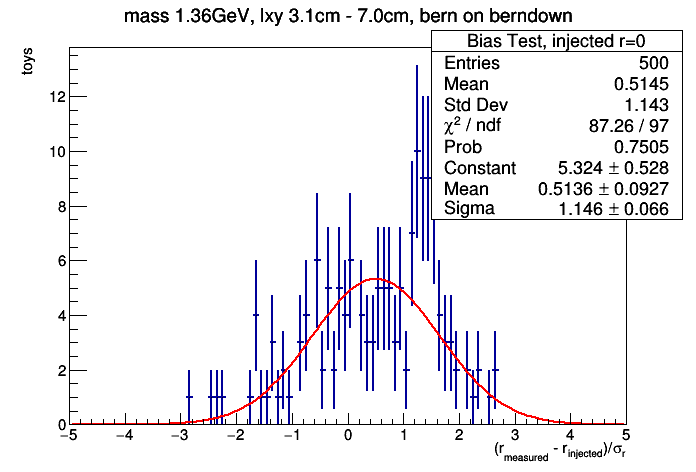 mass 1.36GeV, lxy 3.1cm - 7.0cm, bern on berndown
toys
Bias Test, injected r=0
Entries 500
Mean 0.5145
Std Dev 1.143
χ² / ndf 87.26 / 97
Prob 0.7505
Constant 5.324 ± 0.528
Mean 0.5136 ± 0.0927
Sigma 1.146 ± 0.066
12
10
8
6
4
2
0
−5 −4 −3 −2 −1 0 1 2 3 4 5
(r_measured - r_injected)/σ_r